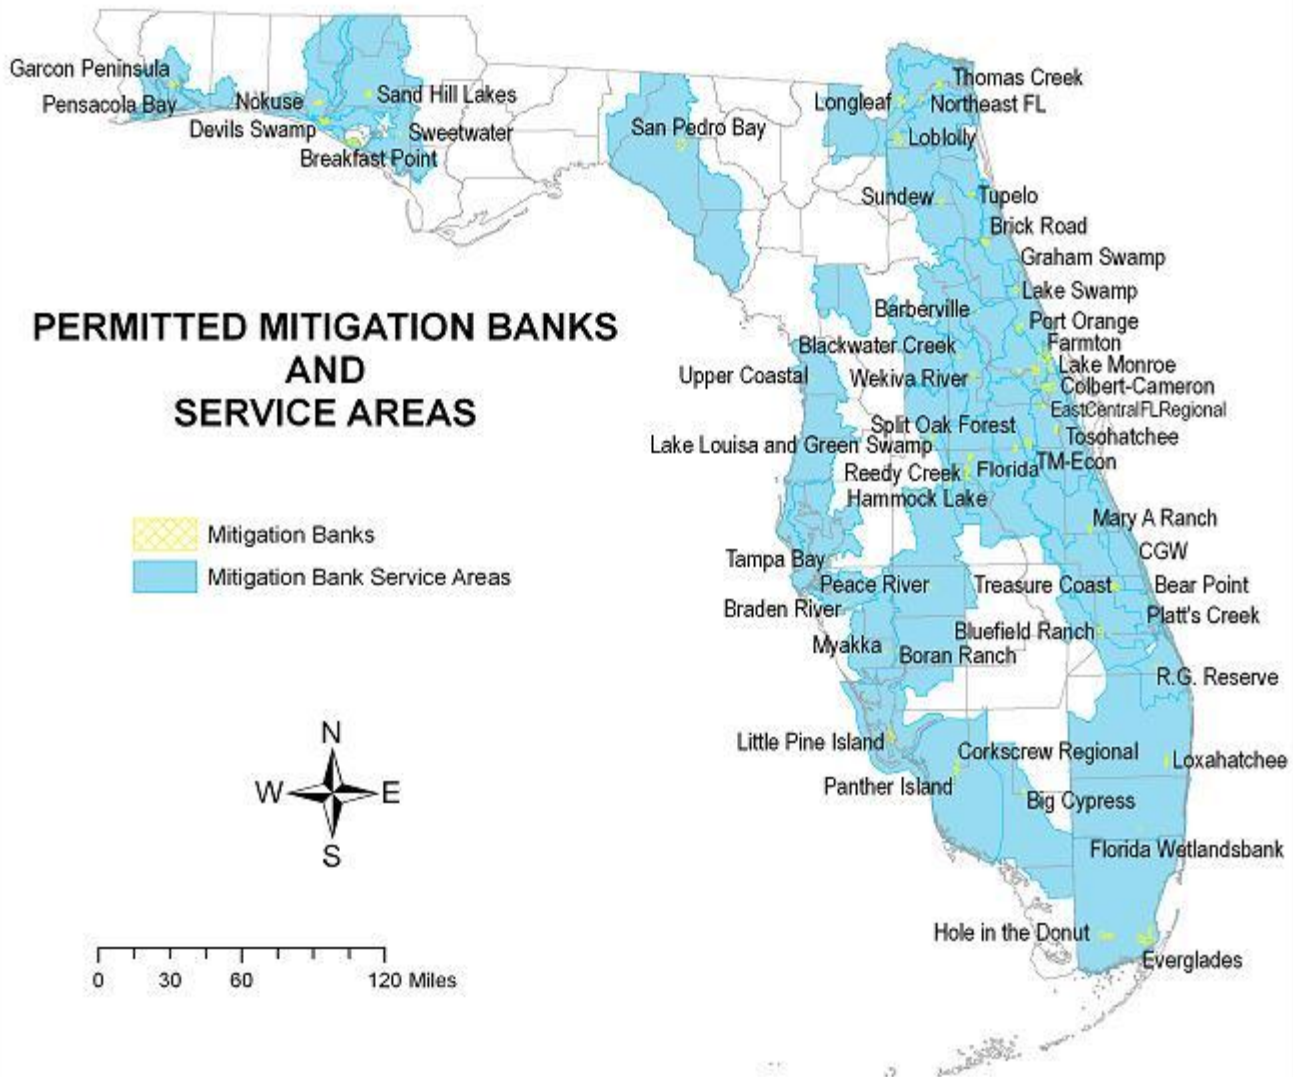 Garcon Peninsula
Pensacola Bay
Nokuse
Devils Swamp
Breakfast Point
Sand Hill Lakes
Sweetwater
San Pedro Bay
Longleaf
Thomas Creek
Northeast FL
Loblolly
Sundew
Tupelo
Brick Road
Graham Swamp
Lake Swamp
Barberville
Port Orange
Farmton
Blackwater Creek
Lake Monroe
Upper Coastal
Wekiva River
Colbert-Cameron
EastCentralFLRegional
Split Oak Forest
Tosohatchee
Lake Louisa and Green Swamp
TM-Econ
Reedy Creek
Florida
Hammock Lake
Mary A Ranch
CGW
Tampa Bay
Peace River
Treasure Coast
Bear Point
Braden River
Platt's Creek
Bluefield Ranch
Myakka
Boran Ranch
R.G. Reserve
Little Pine Island
Corkscrew Regional
Loxahatchee
Panther Island
Big Cypress
Florida Wetlandsbank
Hole in the Donut
Everglades
PERMITTED MITIGATION BANKS
AND
SERVICE AREAS
Mitigation Banks
Mitigation Bank Service Areas
N
W E
S
0 30 60 120 Miles